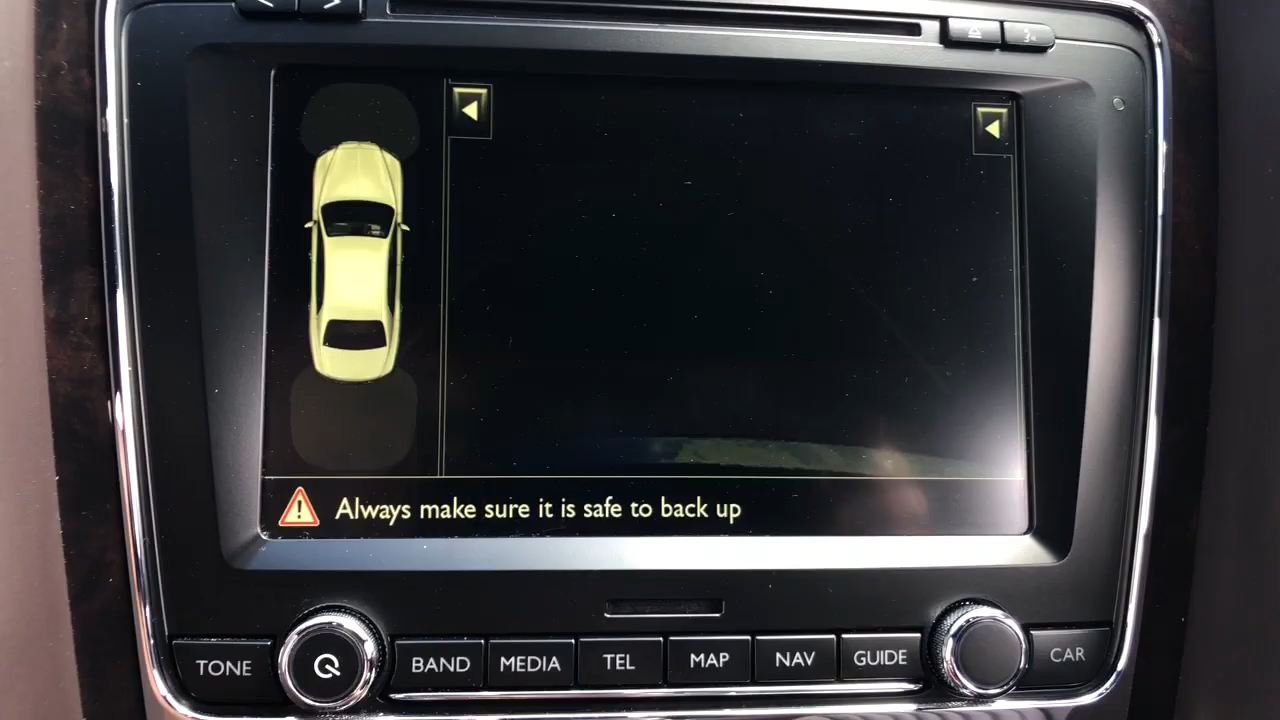 Always make sure it is safe to back up
TONE
BAND
MEDIA
TEL
MAP
NAV
GUIDE
CAR